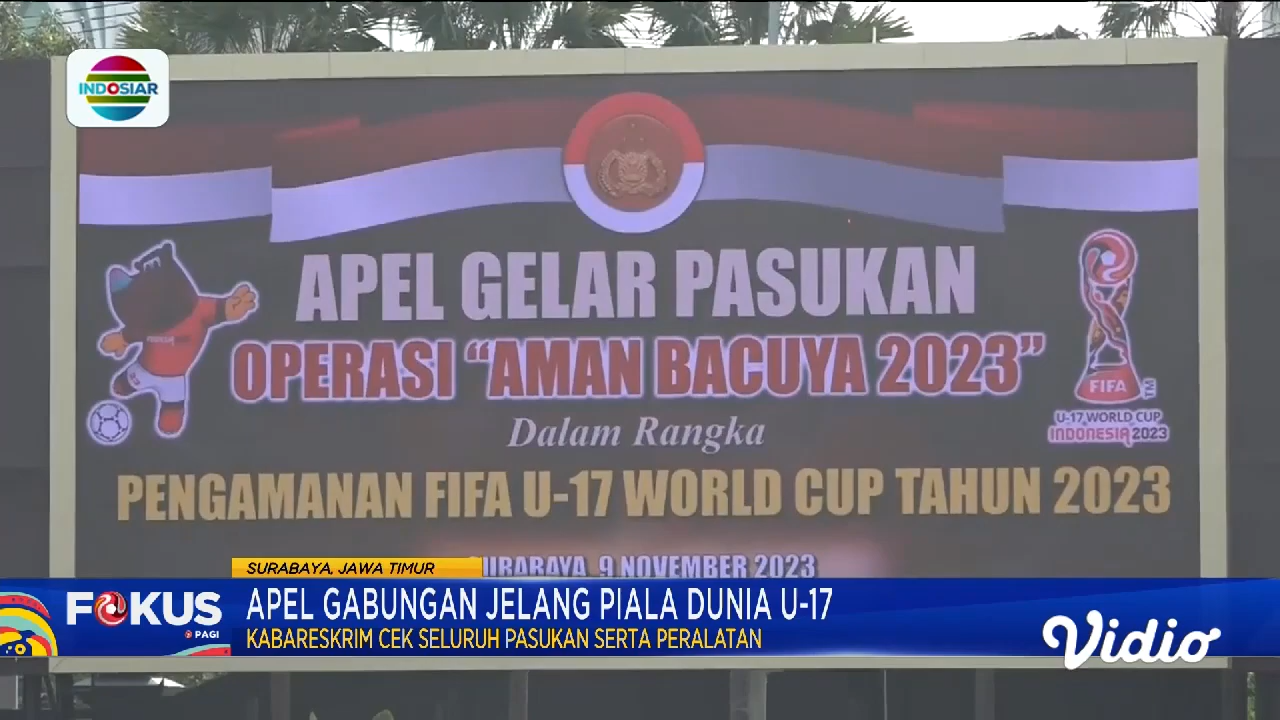 INDOSIAR
APEL GELAR PASUKAN
OPERASI “AMAN BACUYA 2023”
Dalam Rangka
PENGAMANAN FIFA U-17 WORLD CUP TAHUN 2023
FIFA
TM
U-17 WORLD CUP
INDONESIA 2023
SURABAYA, 9 NOVEMBER 2023
SURABAYA, JAWA TIMUR
FOKUS
PAGI
APEL GABUNGAN JELANG PIALA DUNIA U-17
KABARESKRIM CEK SELURUH PASUKAN SERTA PERALATAN
Vidio